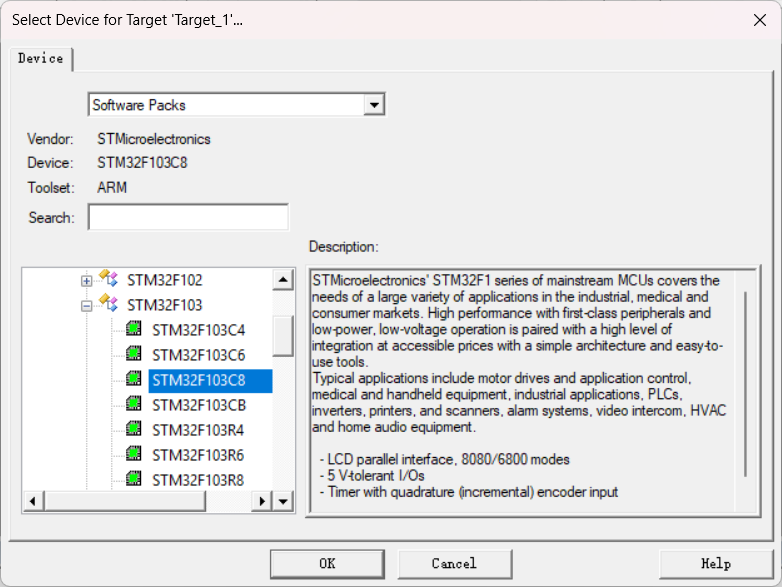 Select Device for Target 'Target_1'...
Device
Software Packs
Vendor: STMicroelectronics
Device: STM32F103C8
Toolset: ARM
Search:
Description:
STM32F102
STM32F103
STM32F103C4
STM32F103C6
STM32F103C8
STM32F103CB
STM32F103R4
STM32F103R6
STM32F103R8
STMicroelectronics' STM32F1 series of mainstream MCUs covers the
needs of a large variety of applications in the industrial, medical and
consumer markets. High performance with first-class peripherals and
low-power, low-voltage operation is paired with a high level of
integration at accessible prices with a simple architecture and easy-to-
use tools.
Typical applications include motor drives and application control,
medical and handheld equipment, industrial applications, PLCs,
inverters, printers, and scanners, alarm systems, video intercom, HVAC
and home audio equipment.
- LCD parallel interface, 8080/6800 modes
- 5 V-tolerant I/Os
- Timer with quadrature (incremental) encoder input
OK
Cancel
Help